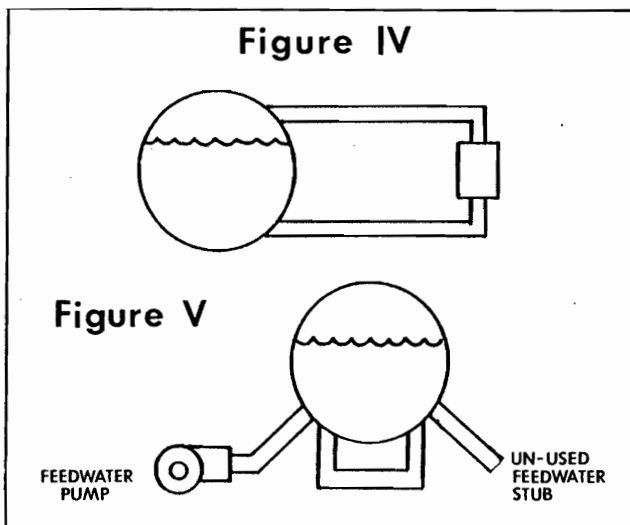 Figure IV
Figure V
FEEDWATER
PUMP
UN-USED
FEEDWATER
STUB